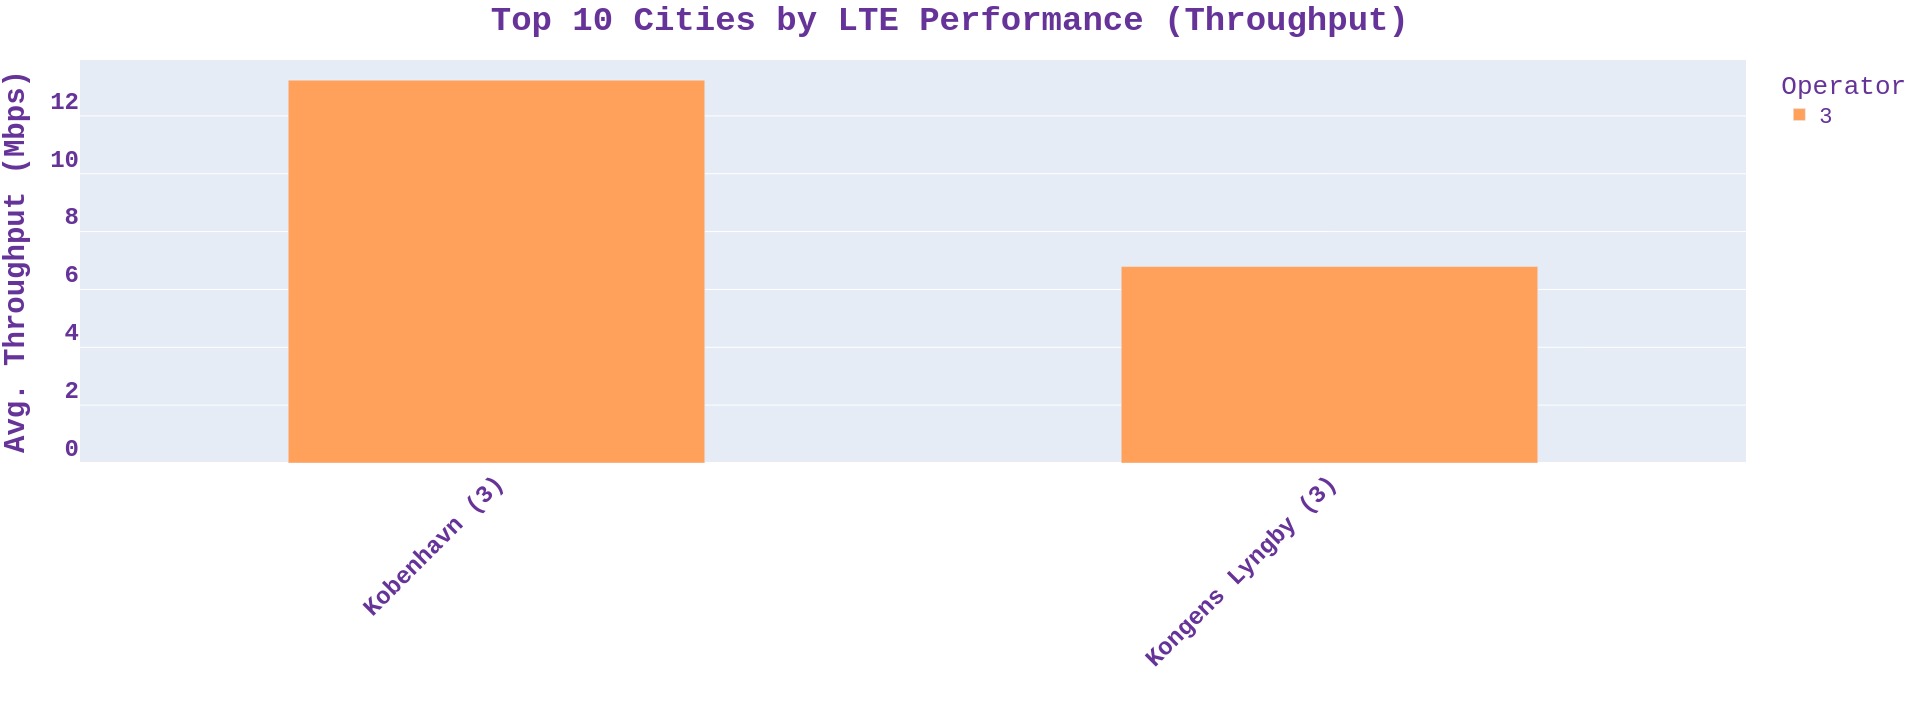 Top 10 Cities by LTE Performance (Throughput)
Avg. Throughput (Mbps)
12
10
8
6
4
2
0
Kobenhavn (3)
Kongens Lyngby (3)
Operator
3